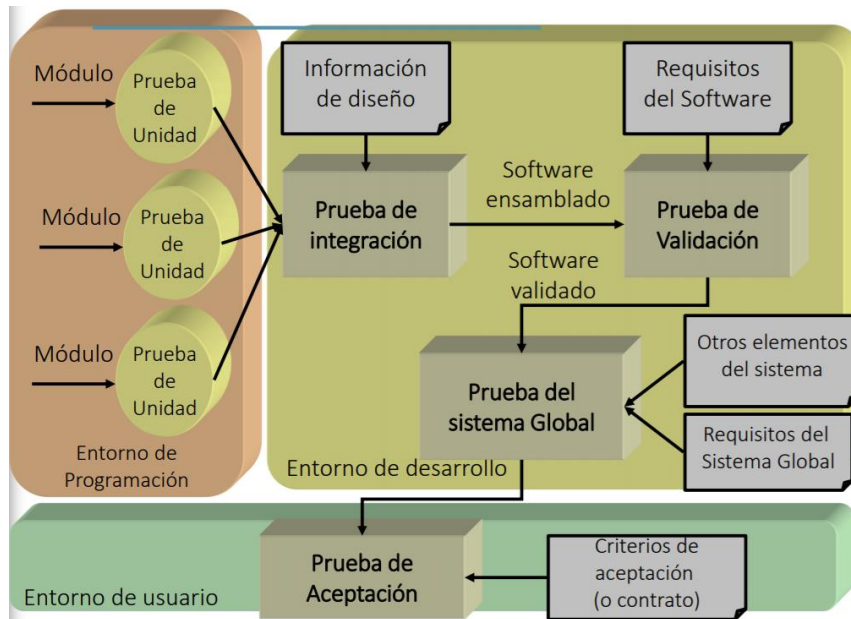 Módulo
Prueba
de
Unidad
Módulo
Prueba
de
Unidad
Módulo
Prueba
de
Unidad
Entorno de
Programación
Información
de diseño
Requisitos
del Software
Prueba de
integración
Software
ensamblado
Prueba de
Validación
Software
validado
Prueba del
sistema Global
Otros elementos
del sistema
Requisitos del
Sistema Global
Entorno de desarrollo
Prueba de
Aceptación
Criterios de
aceptación
(o contrato)
Entorno de usuario